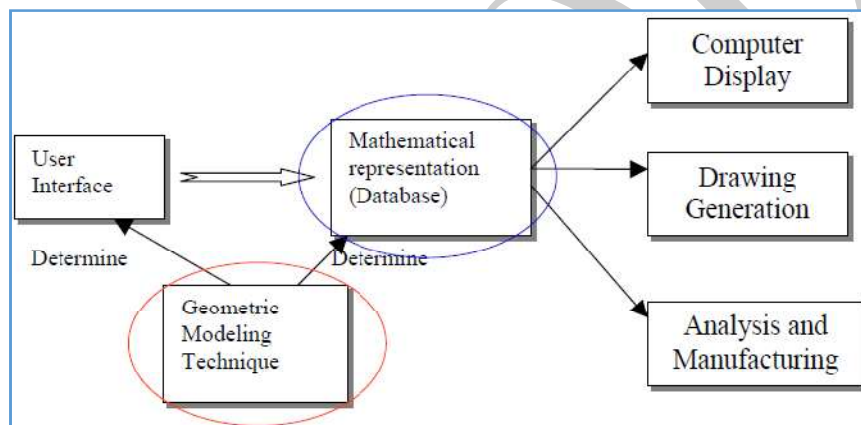 Computer
Display
User
Interface
Mathematical
representation
(Database)
Drawing
Generation
Determine
Determine
Geometric
Modeling
Technique
Analysis and
Manufacturing